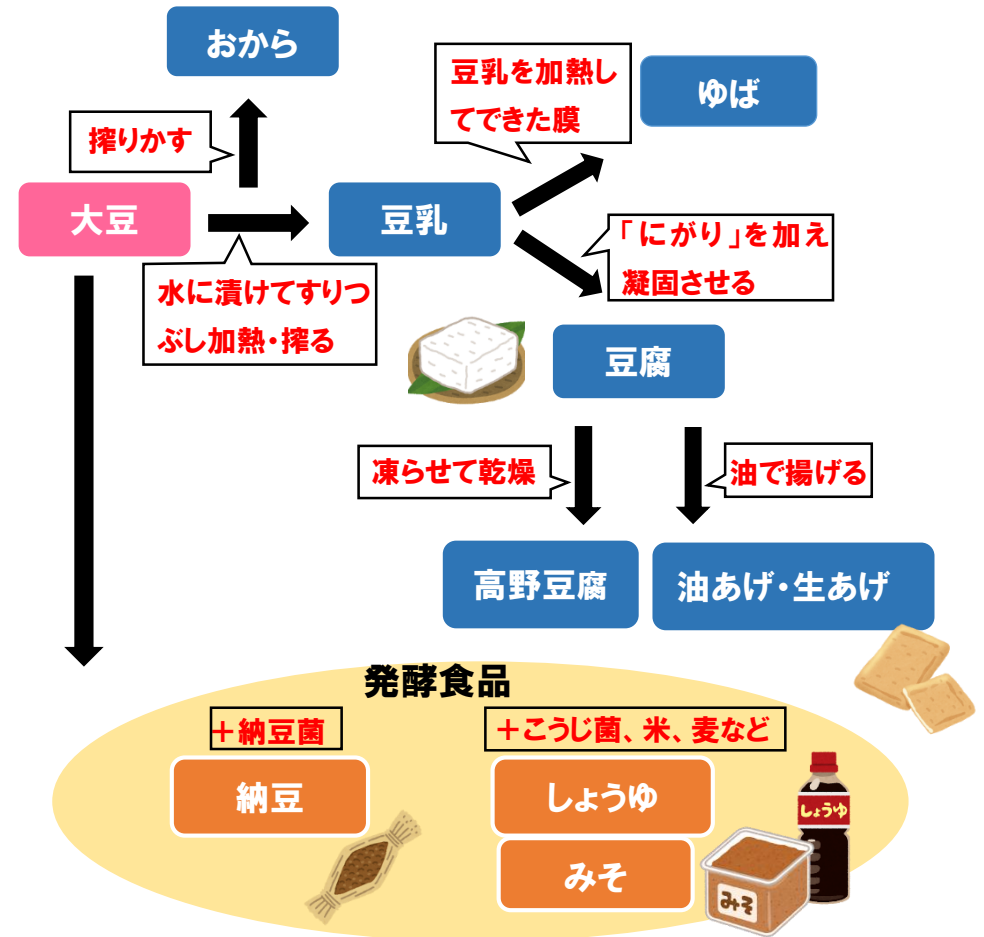 おから
豆乳を加熱し
てできた膜
ゆば
搾りかす
大豆
豆乳
「にがり」を加え
凝固させる
水に漬けてすりつ
ぶし加熱・搾る
豆腐
凍らせて乾燥
油で揚げる
高野豆腐
油あげ・生あげ
発酵食品
＋納豆菌
＋こうじ菌、米、麦など
納豆
しょうゆ
しょうゆ
みそ
みそ